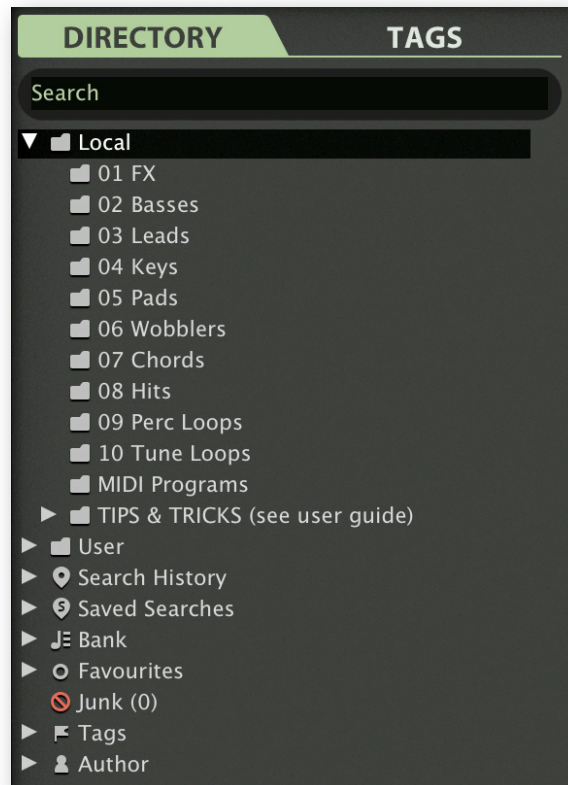 DIRECTORY TAGS
Search
Local
01 FX
02 Basses
03 Leads
04 Keys
05 Pads
06 Wobblers
07 Chords
08 Hits
09 Perc Loops
10 Tune Loops
MIDI Programs
TIPS & TRICKS (see user guide)
User
Search History
Saved Searches
Bank
Favourites
Junk (0)
Tags
Author